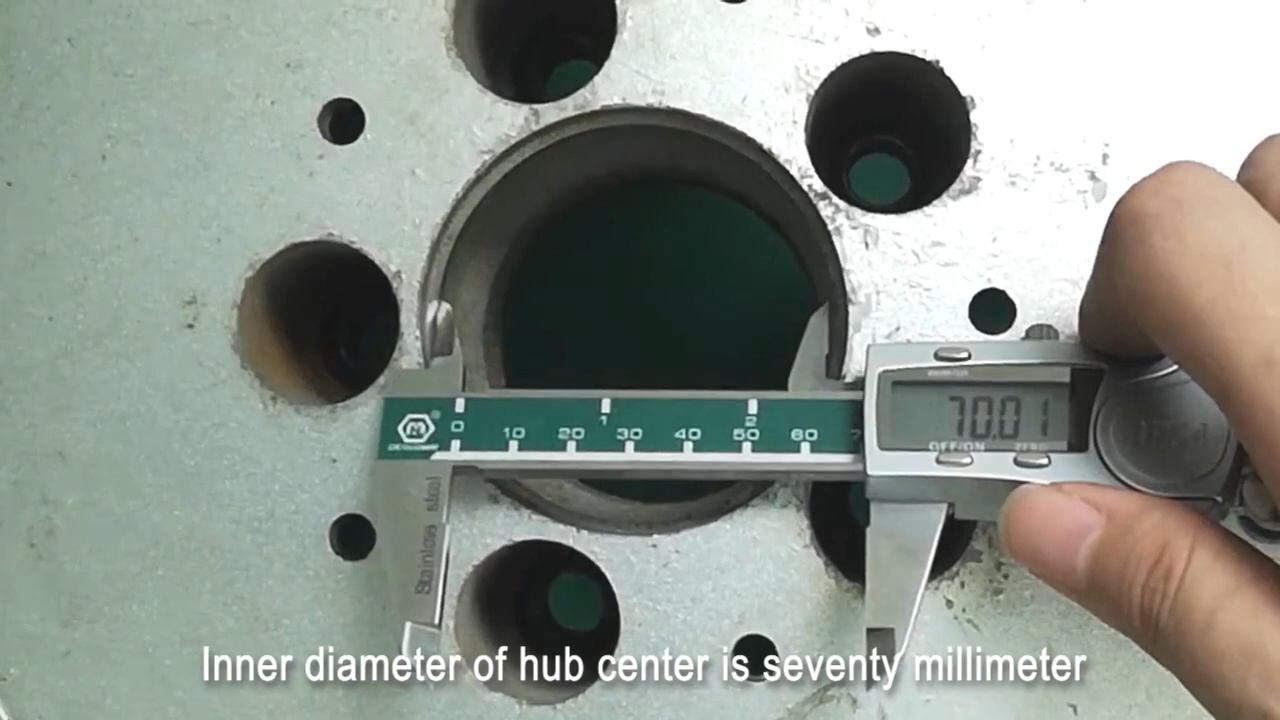 1 2
0 10 20 30 40 50 60 7
70.01
OFF/ON ZERO
Stainless steel
Inner diameter of hub center is seventy millimeter